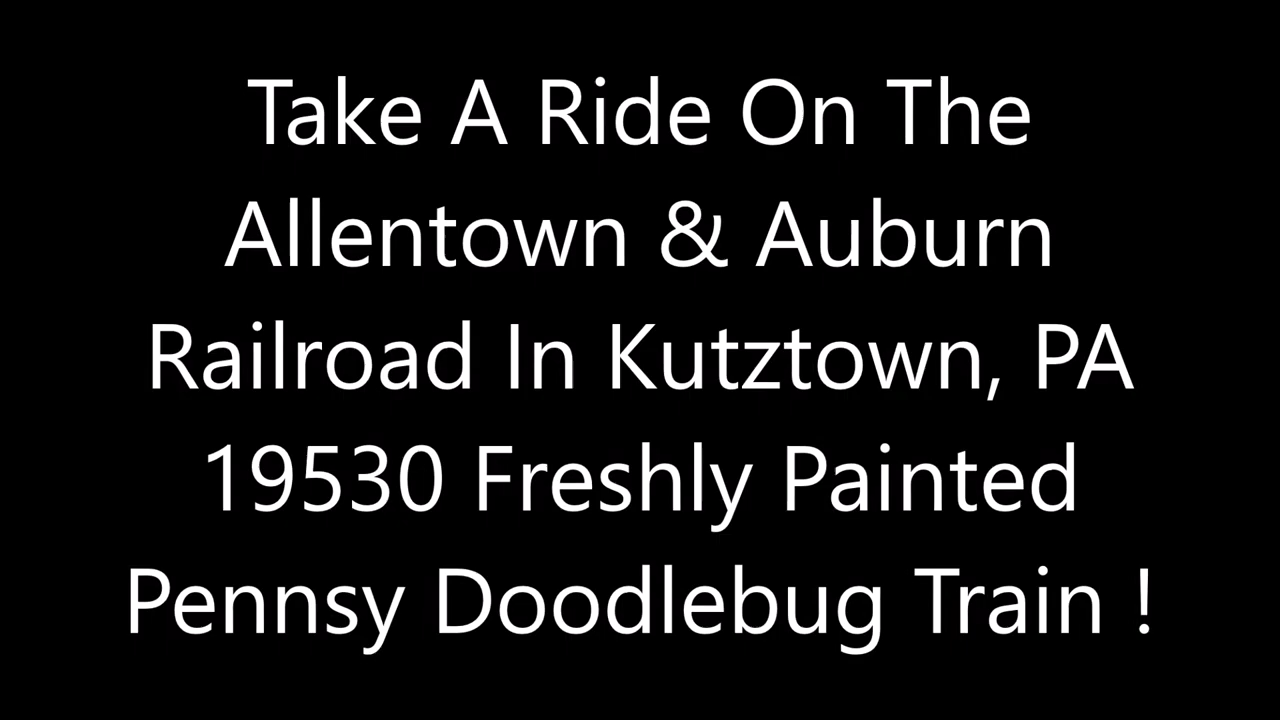 Take A Ride On The
Allentown & Auburn
Railroad In Kutztown, PA
19530 Freshly Painted
Pennsy Doodlebug Train !